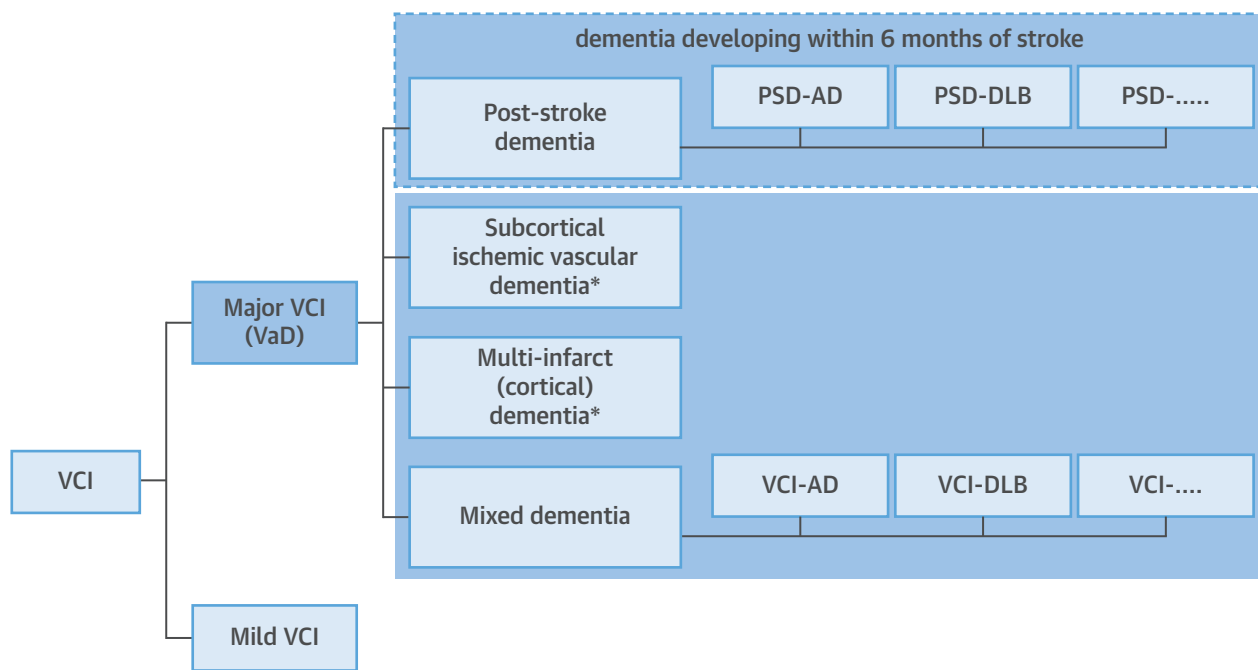 dementia developing within 6 months of stroke
Post-stroke
dementia
PSD-AD
PSD-DLB
PSD-.....
Subcortical
ischemic vascular
dementia*
Major VCI
(VaD)
Multi-infarct
(cortical)
dementia*
VCI
Mixed dementia
VCI-AD
VCI-DLB
VCI-....
Mild VCI